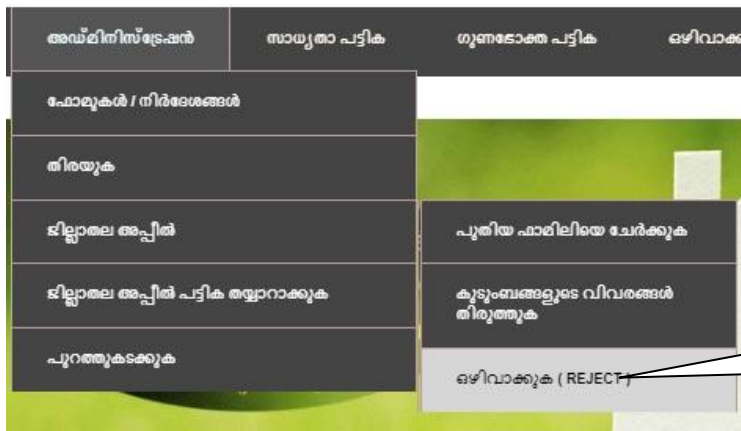 അഡ്മിനിസ്ട്രേഷൻ സാധ്യതാ പട്ടിക ഗുണഭോക്ത പട്ടിക
ഫോമുകൾ / നിർദേശങ്ങൾ
തിരയുക
ജില്ലാതല അപ്പീൽ
ജില്ലാതല അപ്പീൽ പട്ടിക തയ്യാറാക്കുക
പുറത്തുകടക്കുക
പുതിയ ഫാമിലിയെ ചേർക്കുക
കുടുംബങ്ങളുടെ വിവരങ്ങൾ
തിരുത്തുക
ഒഴിവാക്കുക ( REJECT )